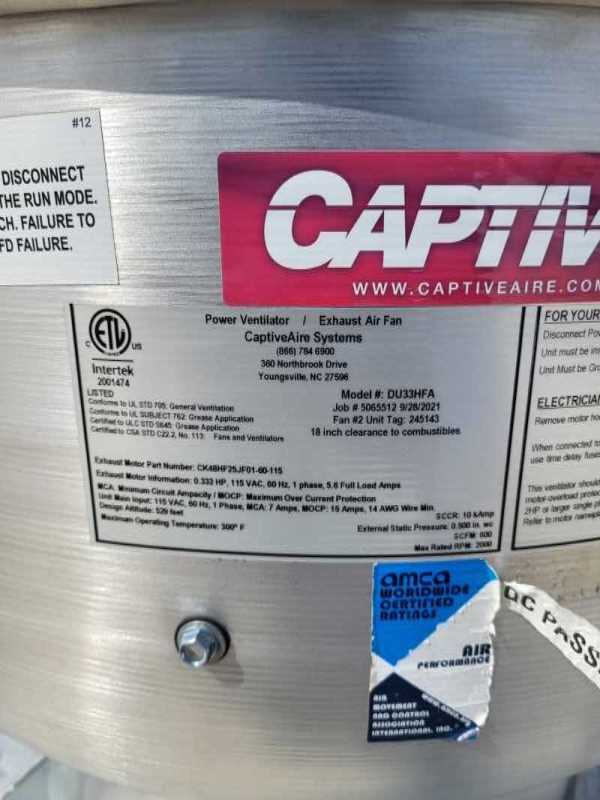 #12
DISCONNECT
THE RUN MODE.
CH. FAILURE TO
FD FAILURE.
CAPTIV
WWW.CAPTIVEAIRE.COM
Power Ventilator / Exhaust Air Fan
CaptiveAire Systems
(866) 784 6900
360 Northbrook Drive
Youngsville, NC 27596
C ETL US
Intertek
2001474
LISTED
Conforms to UL STD 705: General Ventilation
Conforms to UL SUBJECT 762: Grease Application
Certified to ULC STD S645: Grease Application
Certified to CSA STD C22.2, No. 113: Fans and Ventilators
Model #: DU33HFA
Job #: 5065512 9/28/2021
Fan #2 Unit Tag: 245143
18 inch clearance to combustibles
Exhaust Motor Part Number: CK48HF25JF01-60-115
Exhaust Motor Information: 0.333 HP, 115 VAC, 60 Hz, 1 phase, 5.6 Full Load Amps
MCA: Minimum Circuit Ampacity / MOCP: Maximum Over Current Protection
Unit Main Input: 115 VAC, 60 Hz, 1 Phase, MCA: 7 Amps, MOCP: 15 Amps, 14 AWG Wire Min.
Design Altitude: 529 feet
SCCR: 10 kAmp
Maximum Operating Temperature: 300° F
External Static Pressure: 0.500 in. wc
SCFM: 600
Max Rated RPM: 2000
FOR YOUR
Disconnect Pow
Unit must be ins
Unit Must be Gro
ELECTRICIAN
Remove motor ho
When connected to
use time delay fuses
This ventilator should
motor-overload protec
2HP or larger single p
Refer to motor namepl
amca
WORLDWIDE
CERTIFIED
RATINGS
AIR
PERFORMANCE
www.amca.org
AIR
MOVEMENT
AND CONTROL
ASSOCIATION
INTERNATIONAL, INC.
QC PASS